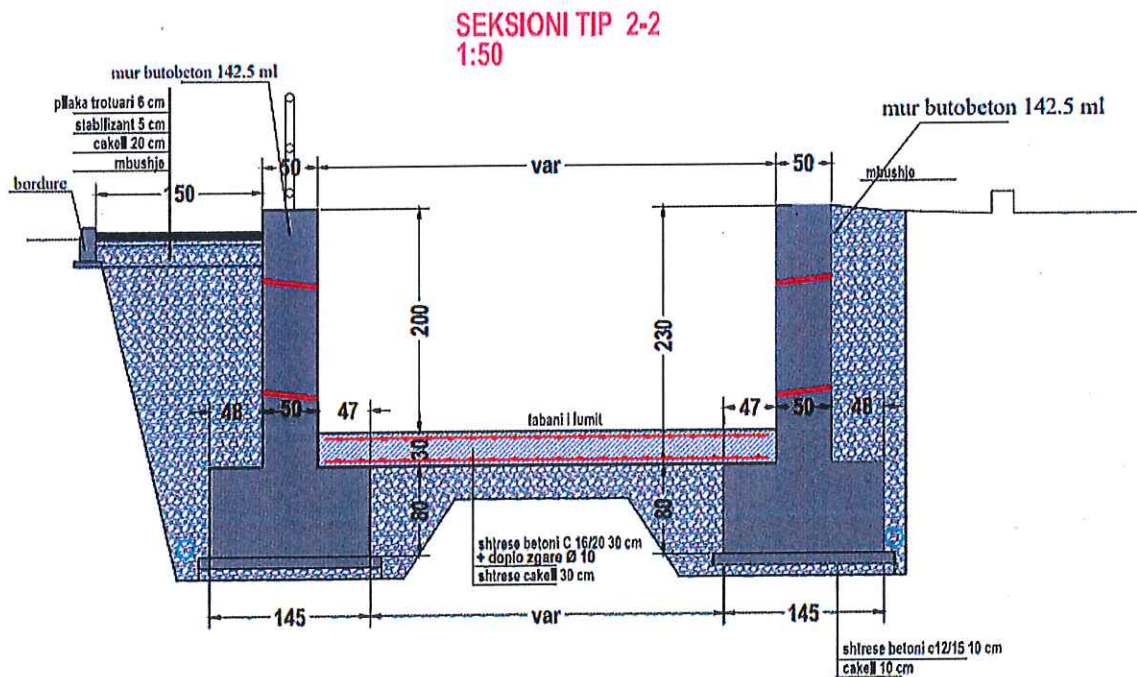 SEKSIONI TIP 2-2
1:50
mur butobeton 142.5 ml
pllaka trotuari 6 cm
stabilizant 5 cm
cakell 20 cm
mbushje
bordure
50
50
var
50
mur butobeton 142.5 ml
mbushje
200
230
48
50
47
47
50
48
tabani i lumit
30
80
80
shtrese betoni C 16/20 30 cm
+ doplo zgare Ø 10
shtrese cakell 30 cm
145
var
145
shtrese betoni c12/15 10 cm
cakell 10 cm